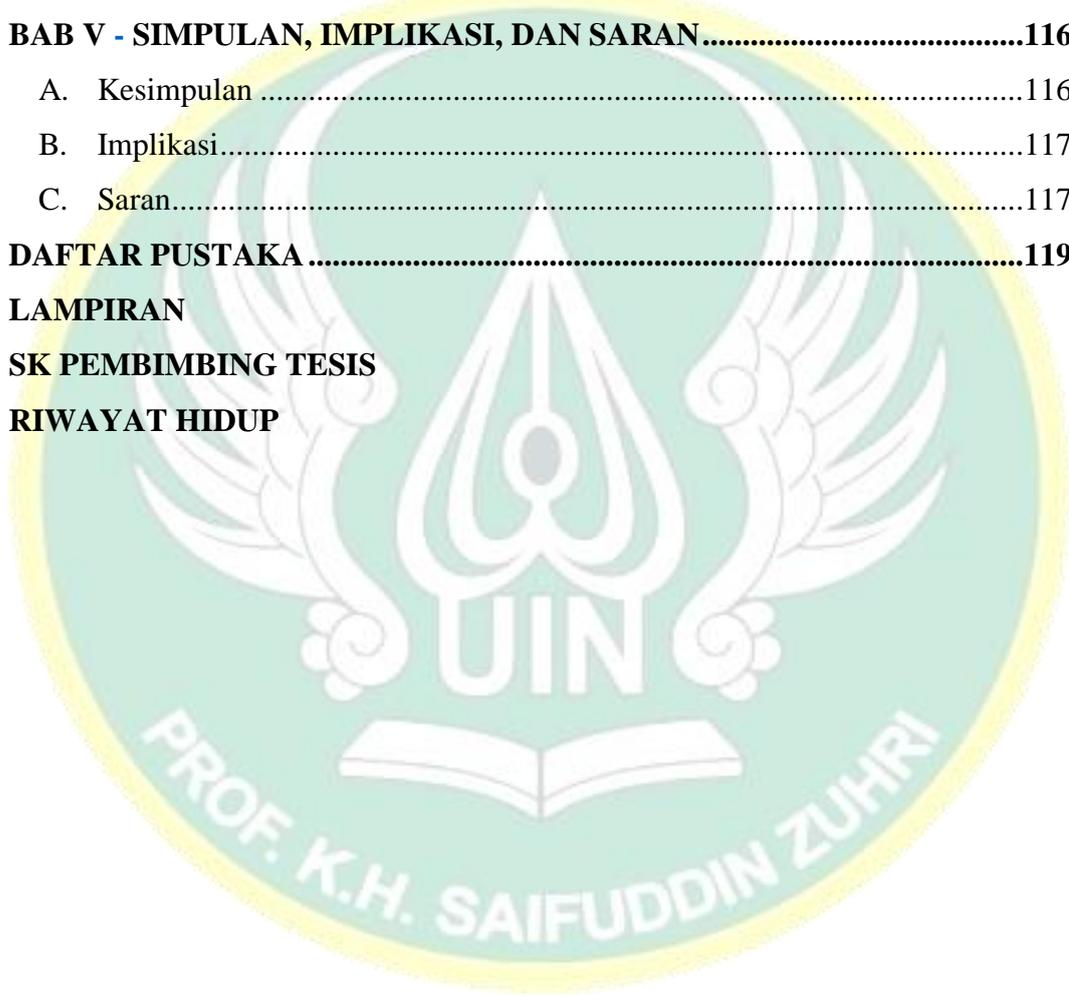 BAB V - SIMPULAN, IMPLIKASI, DAN SARAN........................................116
A. Kesimpulan ...............................................................................................116
B. Implikasi....................................................................................................117
C. Saran..........................................................................................................117
DAFTAR PUSTAKA .........................................................................................119
LAMPIRAN
SK PEMBIMBING TESIS
RIWAYAT HIDUP
UIN
PROF. K.H. SAIFUDDIN ZUHRI